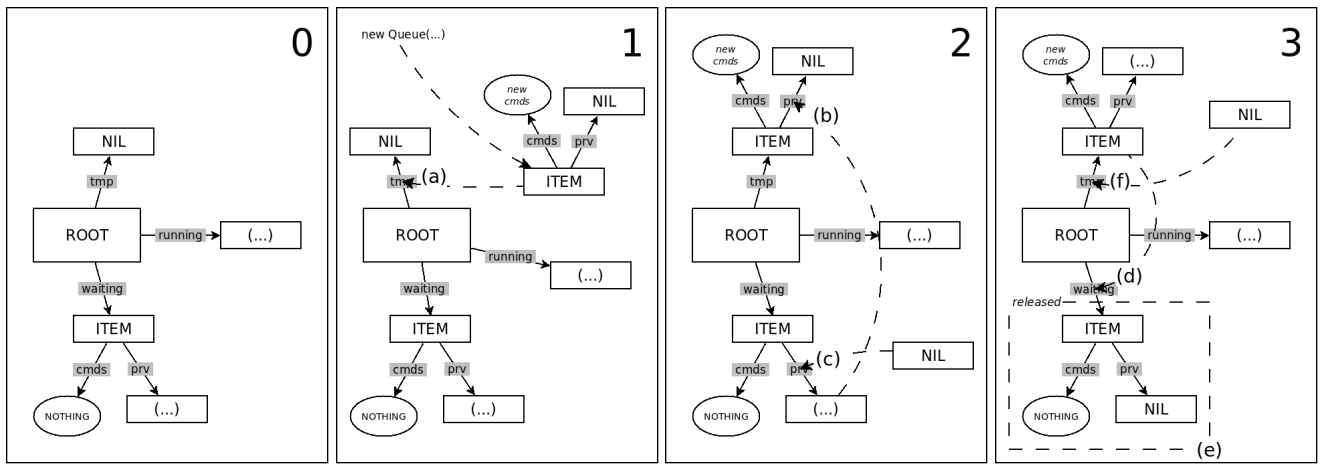 0
NIL
tmp
ROOT
running
(...)
waiting
ITEM
cmds
prv
NOTHING
(...)
1
new Queue(...)
new
cmds
NIL
cmds
prv
NIL
ITEM
tmp
(a)
ROOT
running
(...)
waiting
ITEM
cmds
prv
NOTHING
(...)
2
new
cmds
NIL
cmds
prv
(b)
ITEM
tmp
ROOT
running
(...)
waiting
ITEM
NIL
cmds
prv
(c)
NOTHING
(...)
3
new
cmds
(...)
cmds
prv
NIL
ITEM
tmp
(f)
ROOT
running
(...)
waiting
(d)
released
ITEM
cmds
prv
NOTHING
NIL
(e)